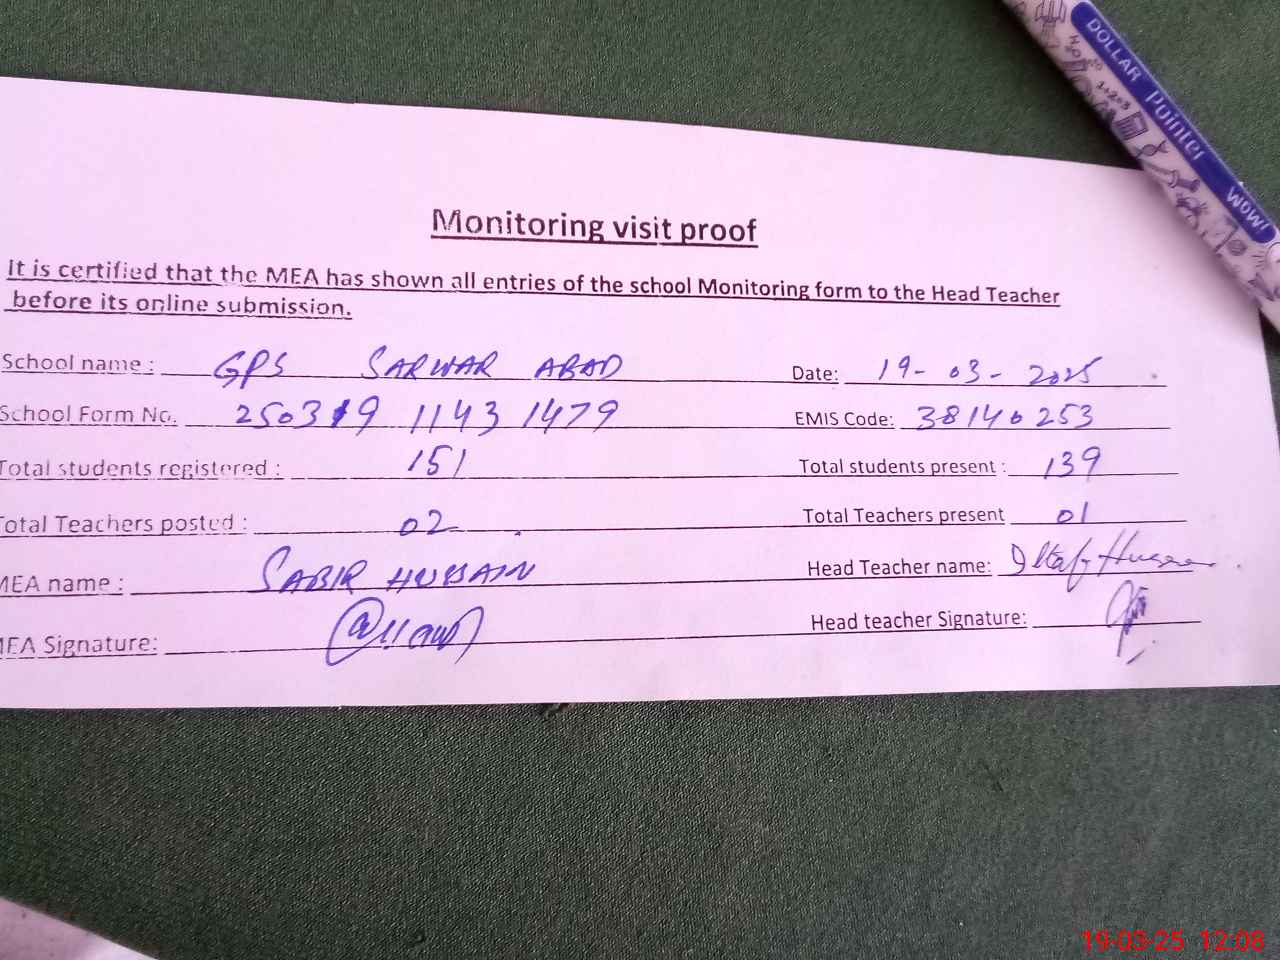 DOLLAR Pointer WOW!
Monitoring visit proof
It is certified that the MEA has shown all entries of the school Monitoring form to the Head Teacher
before its online submission.
School name : GPS SARWAR ABAD Date: 19-03-2025
School Form No. 250319 1143 1479 EMIS Code: 38140253
Total students registered : 151 Total students present : 139
Total Teachers posted : 02 Total Teachers present 01
MEA name : SABIR HUSSAIN Head Teacher name: Iltaf Hussain
MEA Signature: Head teacher Signature:
19-03-25 12:08